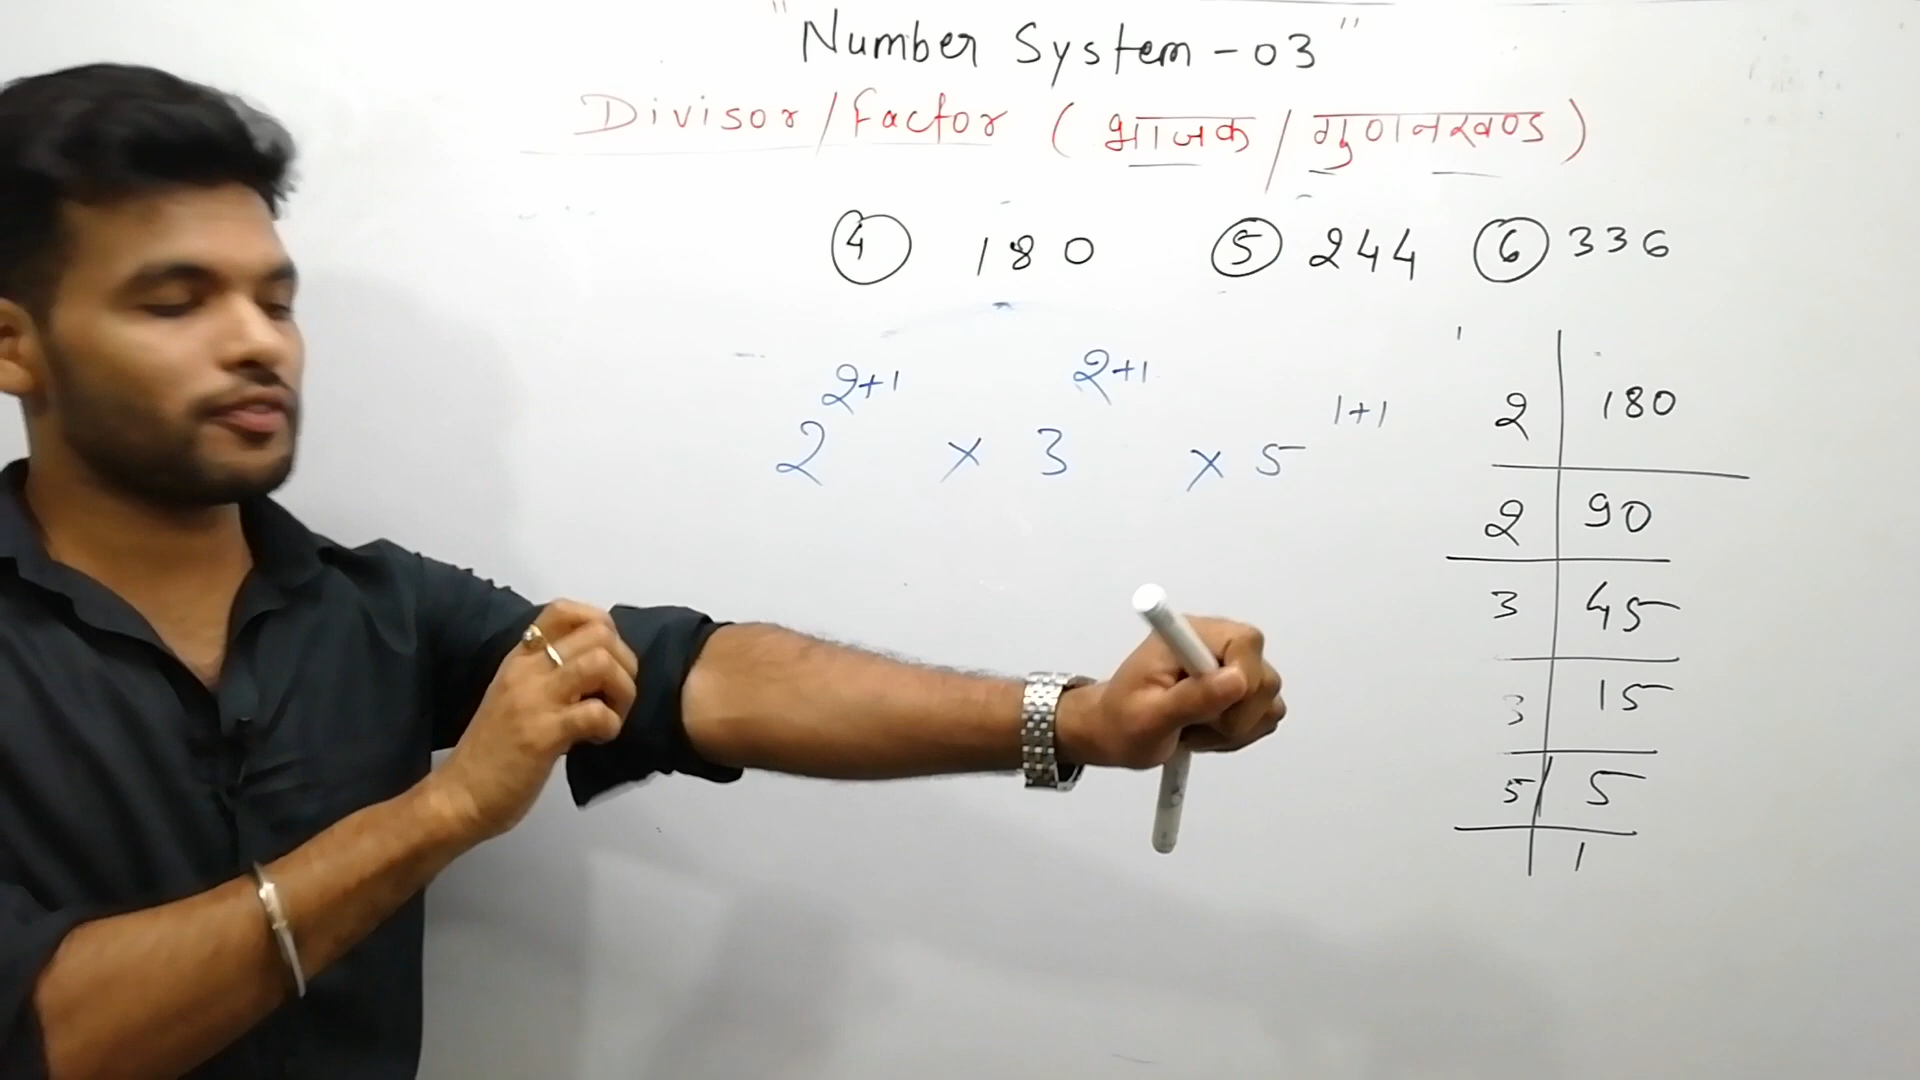 "Number System-03"
Divisor/Factor (भाजक/गुणनखण्ड)
④ 180 ⑤ 244 ⑥ 336
2^2+1 × 3^2+1 × 5^1+1
2 | 180
2 | 90
3 | 45
3 | 15
5 | 5
1